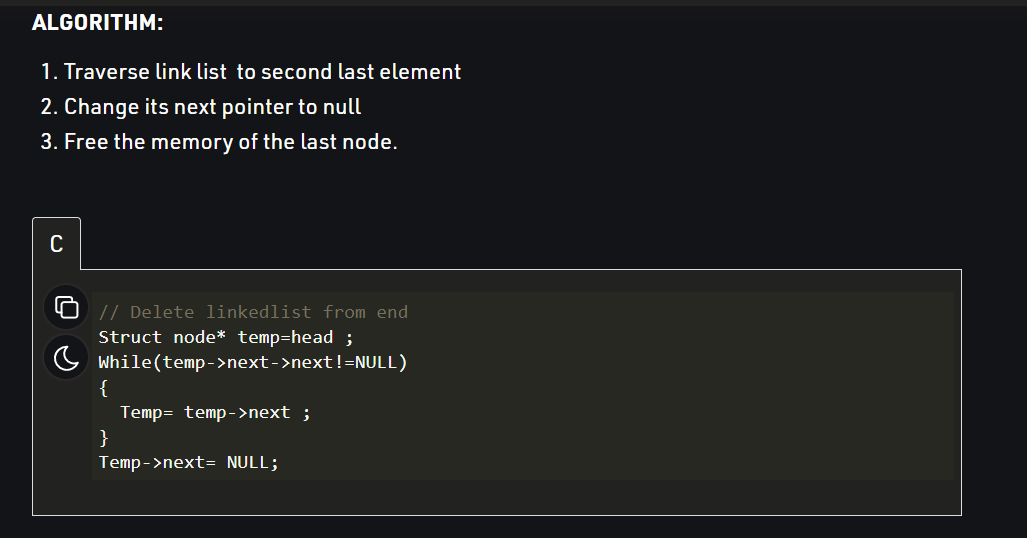 ALGORITHM:
1. Traverse link list  to second last element
2. Change its next pointer to null
3. Free the memory of the last node.
C
// Delete linkedlist from end
Struct node* temp=head ;
While(temp->next->next!=NULL)
{
  Temp= temp->next ;
}
Temp->next= NULL;